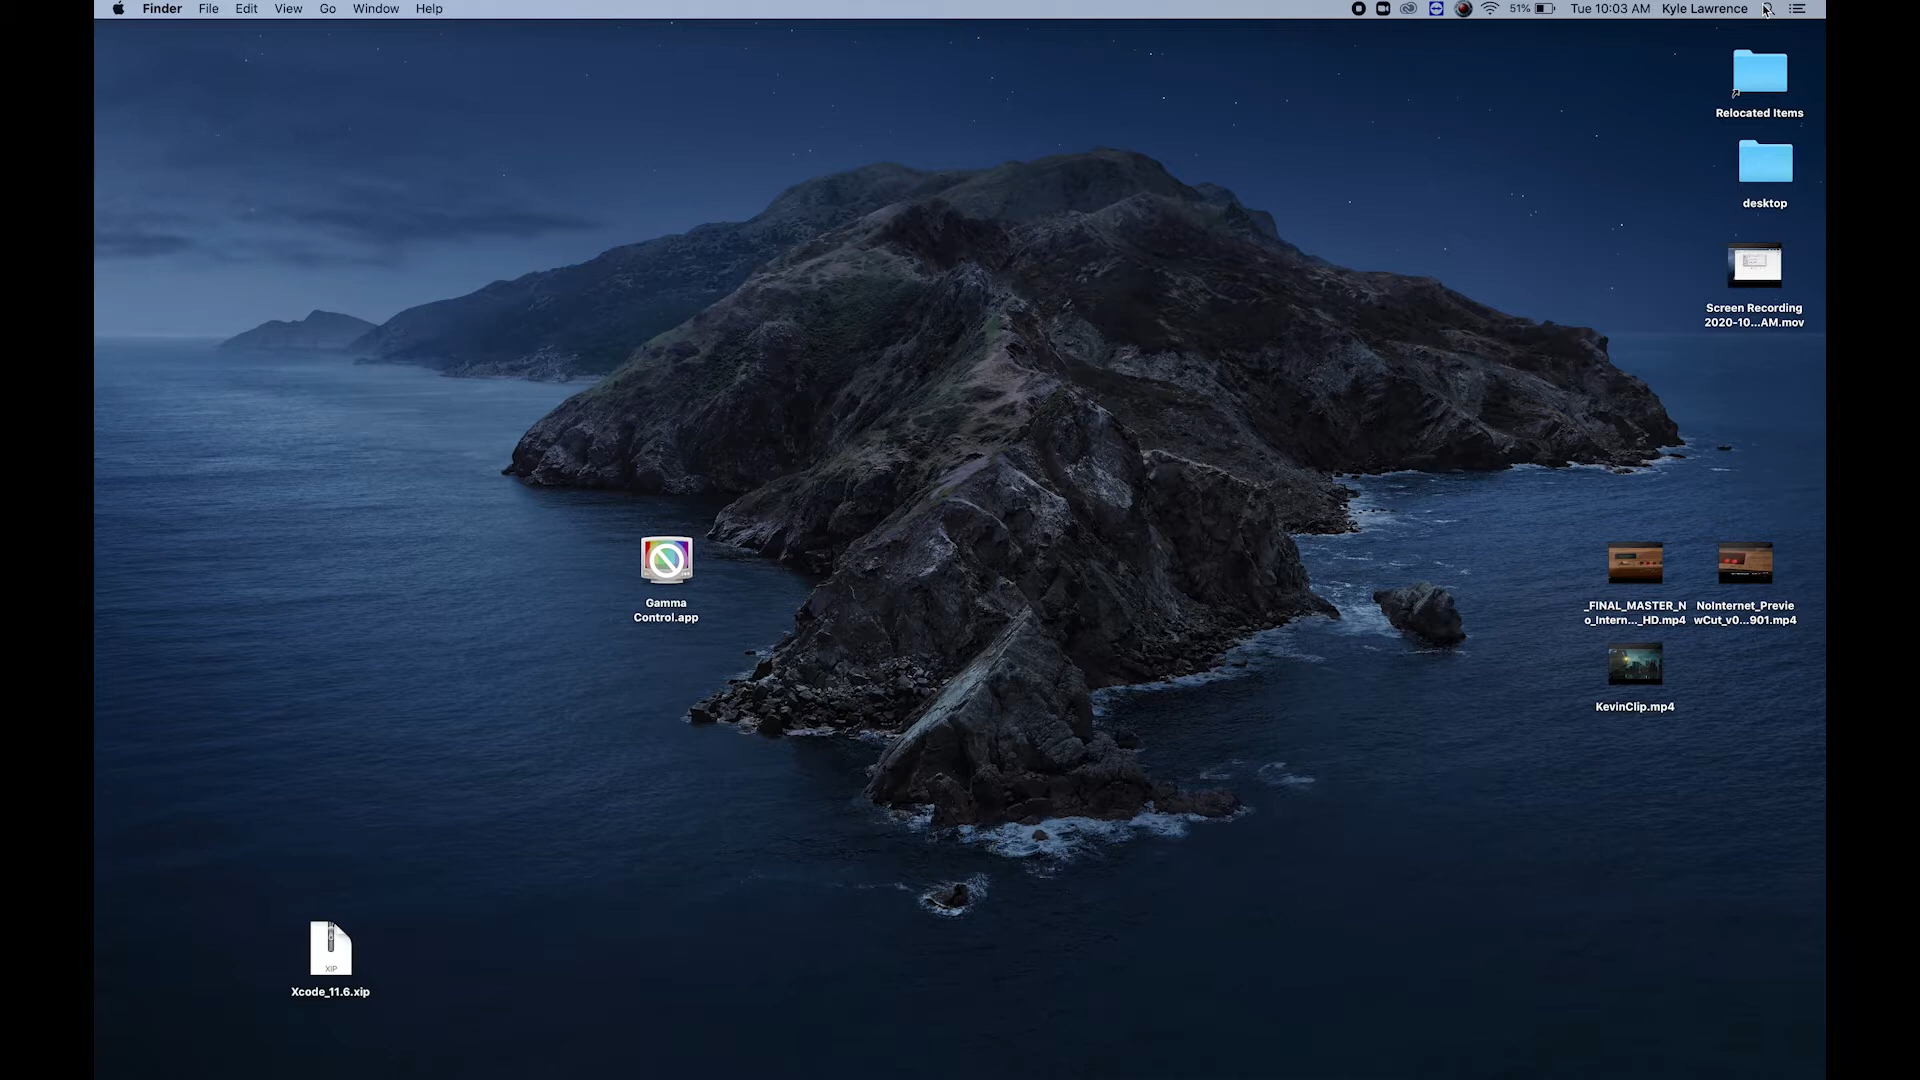 Finder File Edit View Go Window Help 51% Tue 10:03 AM Kyle Lawrence
Relocated Items
desktop
Screen Recording
2020-10...AM.mov
Gamma
Control.app
_FINAL_MASTER_N
o_Intern..._HD.mp4
NoInternet_Previe
wCut_v0...901.mp4
KevinClip.mp4
XIP
Xcode_11.6.xip